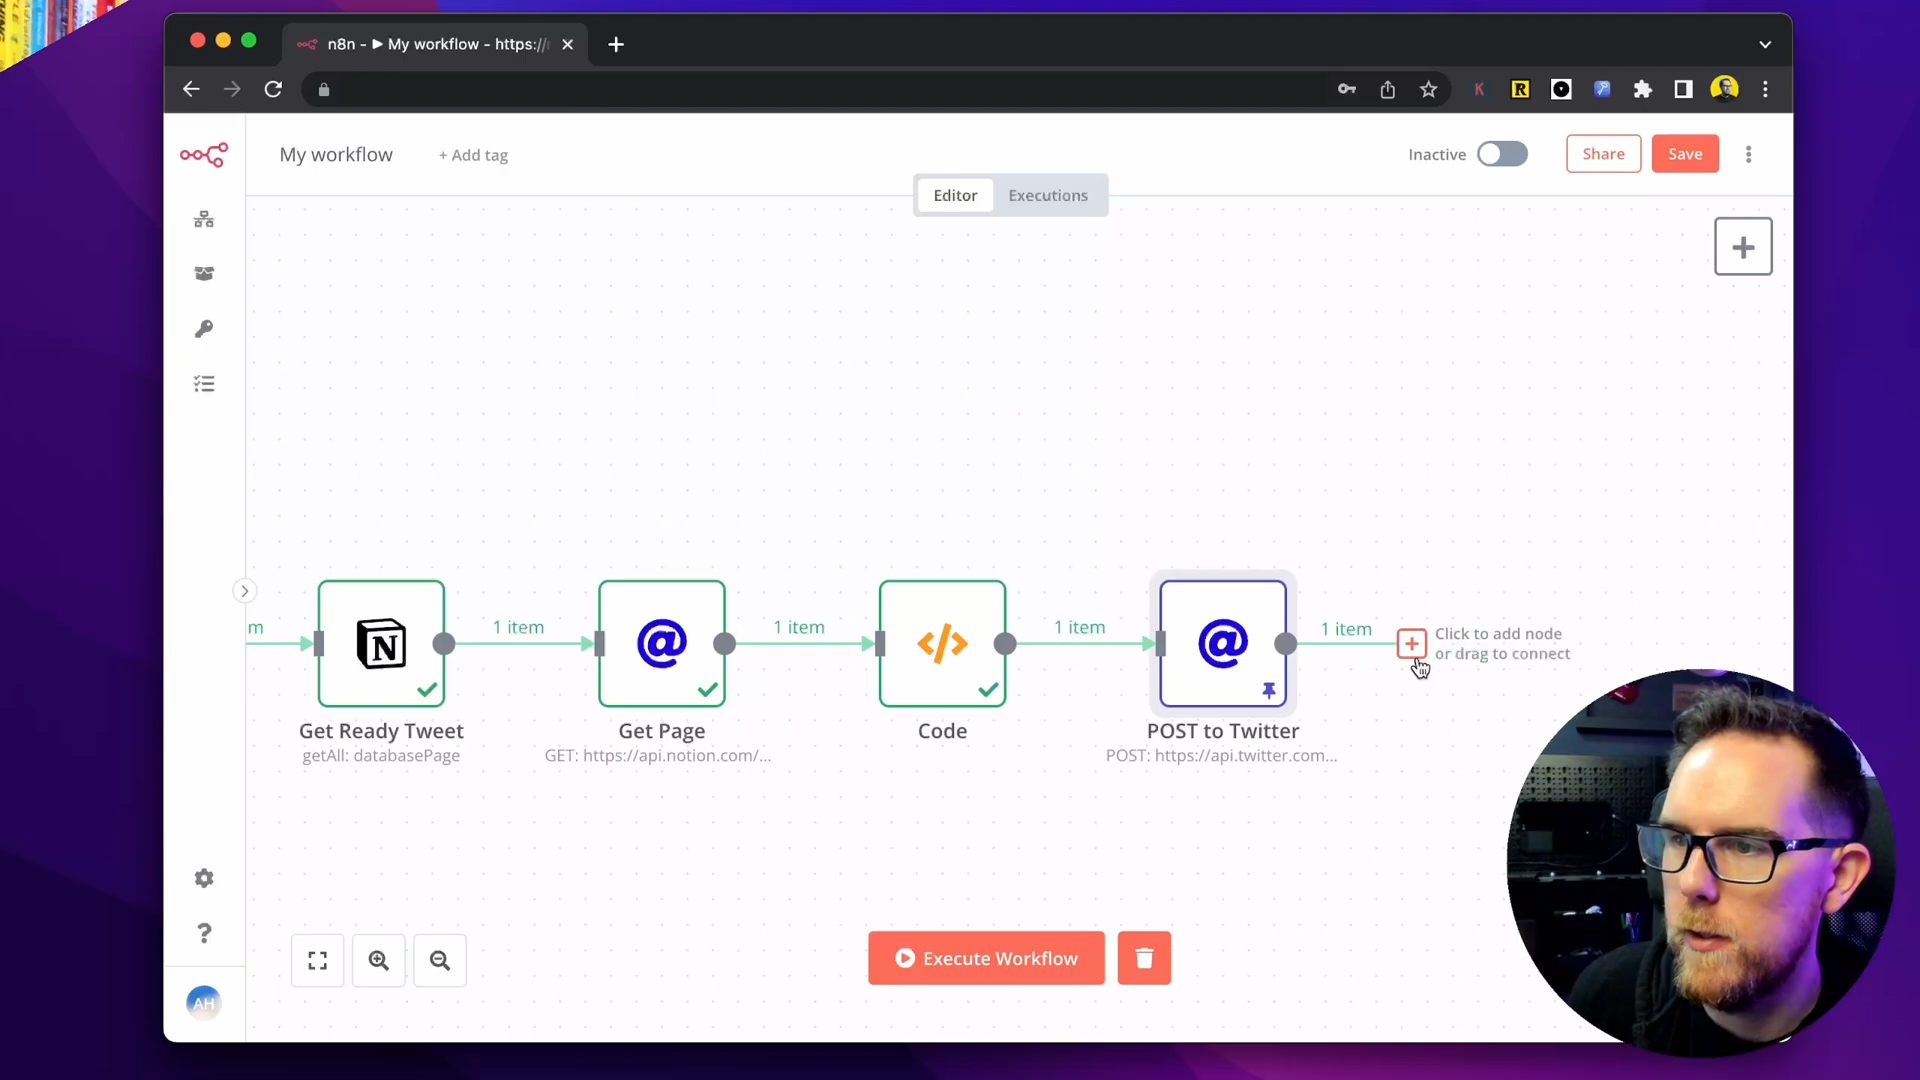 n8n - ▶ My workflow - https://
K
R
My workflow
+ Add tag
Inactive
Share
Save
Editor
Executions
m
1 item
1 item
1 item
1 item
Click to add node
or drag to connect
N
@
</>
@
Get Ready Tweet
Get Page
Code
POST to Twitter
getAll: databasePage
GET: https://api.notion.com/...
POST: https://api.twitter.com...
?
Execute Workflow
AH